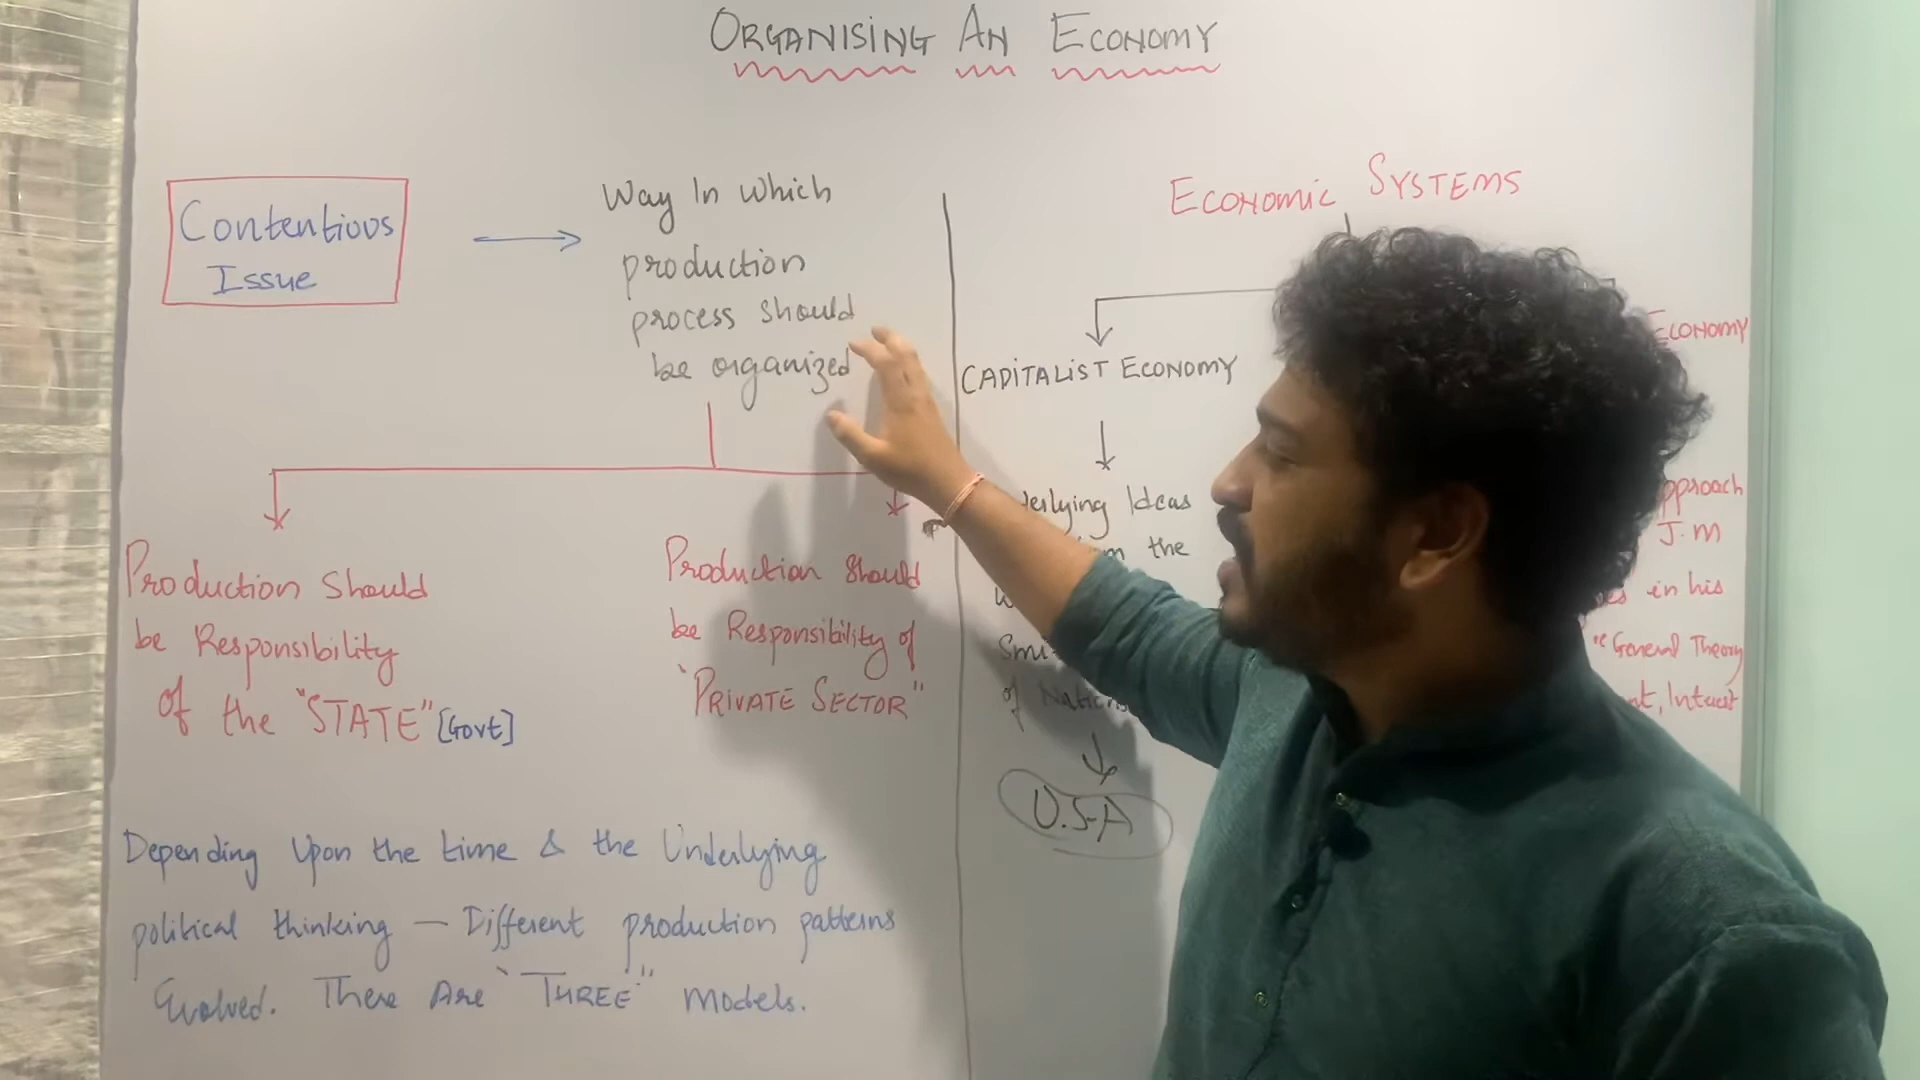 ORGANISING AN ECONOMY
Contentious
Issue
Way In Which
production
process should
be organized
Production Should
be Responsibility
of the "STATE" [Govt]
Production Should
be Responsibility of
"PRIVATE SECTOR"
Depending Upon the time & the Underlying
political thinking — Different production patterns
Evolved. There Are "THREE" models.
ECONOMIC SYSTEMS
CAPITALIST ECONOMY
Ideas
the
of Nations
U.S.A
ECONOMY
J.M
in his
"General Theory
Interest